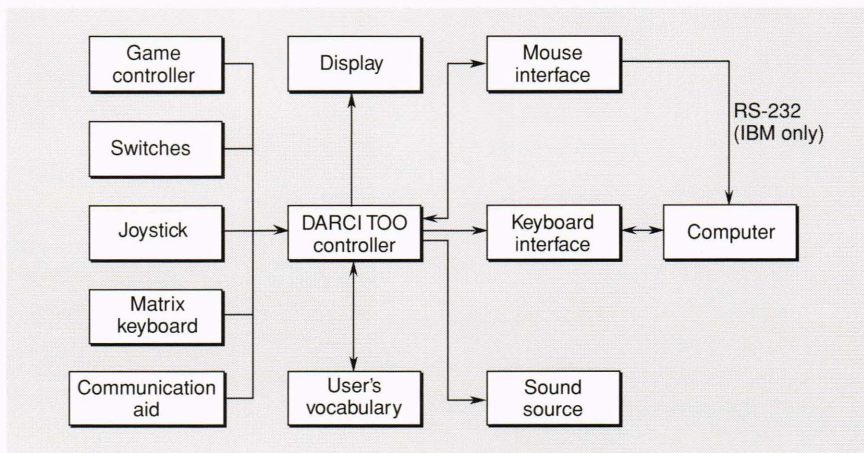 Game
controller
Switches
Joystick
Matrix
keyboard
Communication
aid
Display
DARCI TOO
controller
User's
vocabulary
Mouse
interface
Keyboard
interface
Sound
source
RS-232
(IBM only)
Computer